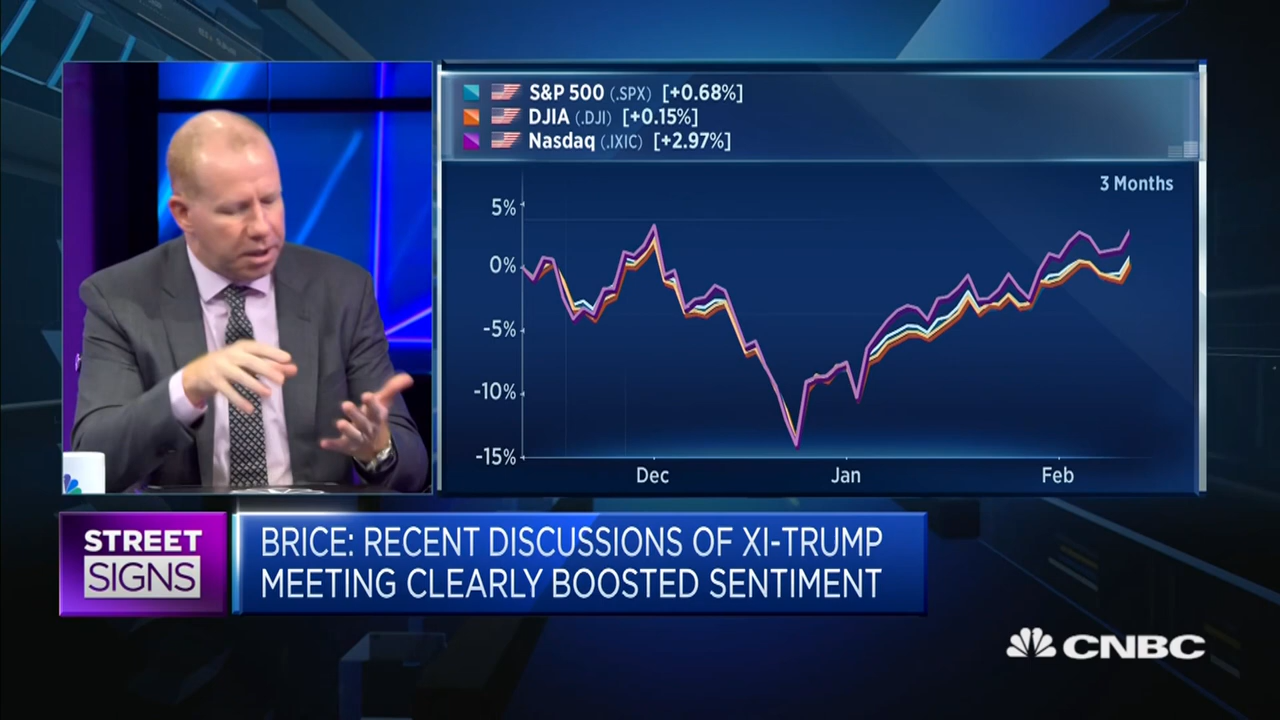 S&P 500 (.SPX) [+0.68%]
DJIA (.DJI) [+0.15%]
Nasdaq (.IXIC) [+2.97%]
3 Months
5%
0%
-5%
-10%
-15%
Dec Jan Feb
STREET
SIGNS
BRICE: RECENT DISCUSSIONS OF XI-TRUMP
MEETING CLEARLY BOOSTED SENTIMENT
CNBC